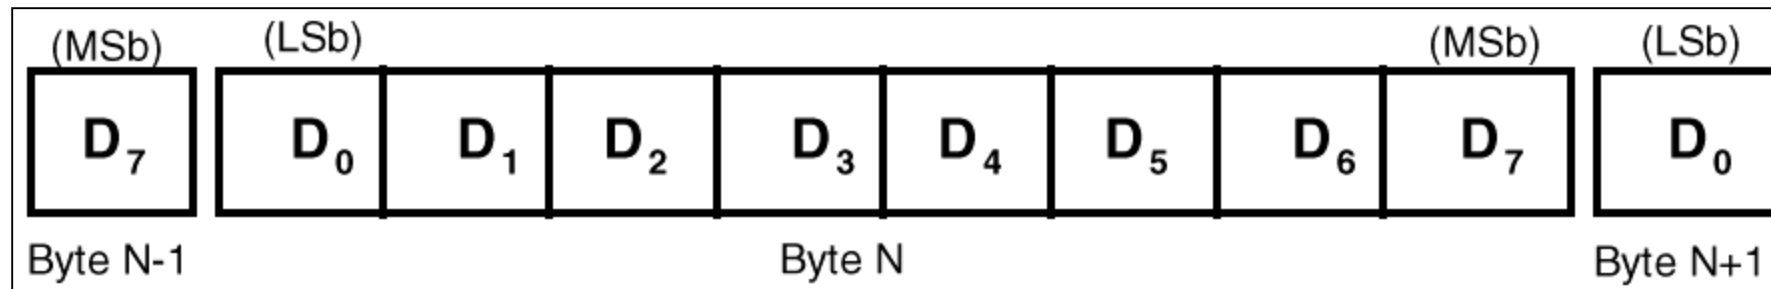 (MSb) (LSb) (MSb) (LSb)
D7 D0 D1 D2 D3 D4 D5 D6 D7 D0
Byte N-1 Byte N Byte N+1